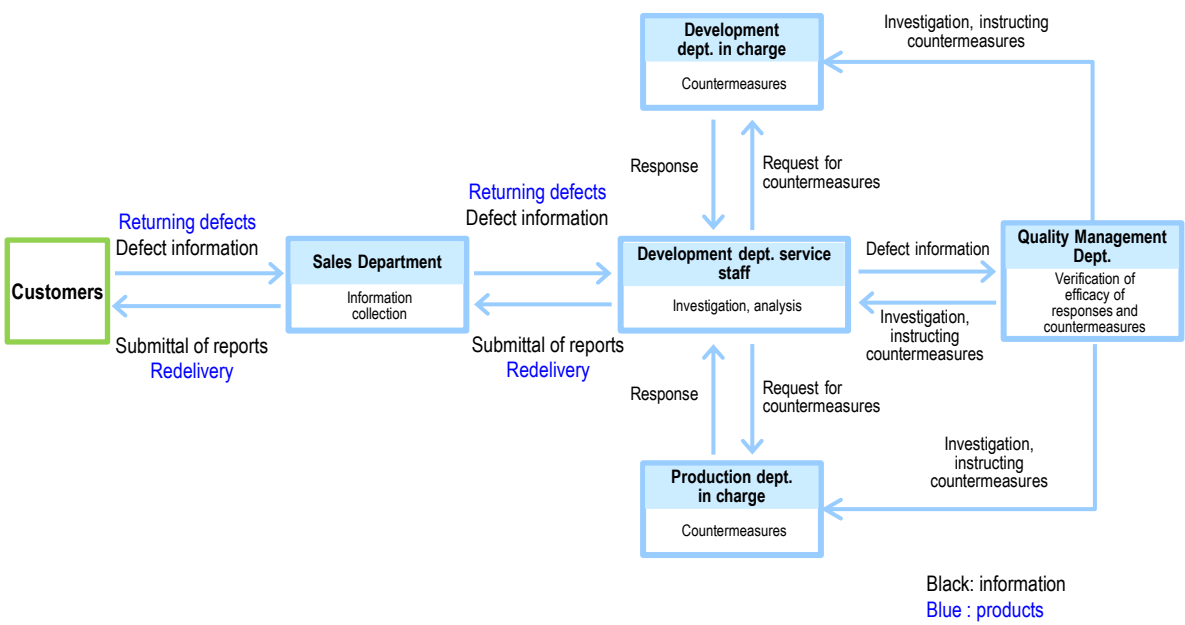 Development
dept. in charge
Countermeasures
Investigation, instructing
countermeasures
Response
Request for
countermeasures
Returning defects
Defect information
Returning defects
Defect information
Customers
Sales Department
Information
collection
Development dept. service
staff
Investigation, analysis
Defect information
Quality Management
Dept.
Verification of
efficacy of
responses and
countermeasures
Investigation,
instructing
countermeasures
Submittal of reports
Redelivery
Submittal of reports
Redelivery
Response
Request for
countermeasures
Production dept.
in charge
Countermeasures
Investigation,
instructing
countermeasures
Black: information
Blue : products